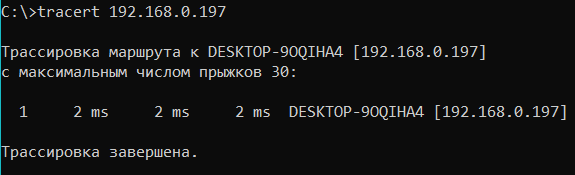 C:\>tracert 192.168.0.197
Трассировка маршрута к DESKTOP-9OQIHA4 [192.168.0.197]
с максимальным числом прыжков 30:
1 2 ms 2 ms 2 ms DESKTOP-9OQIHA4 [192.168.0.197]
Трассировка завершена.